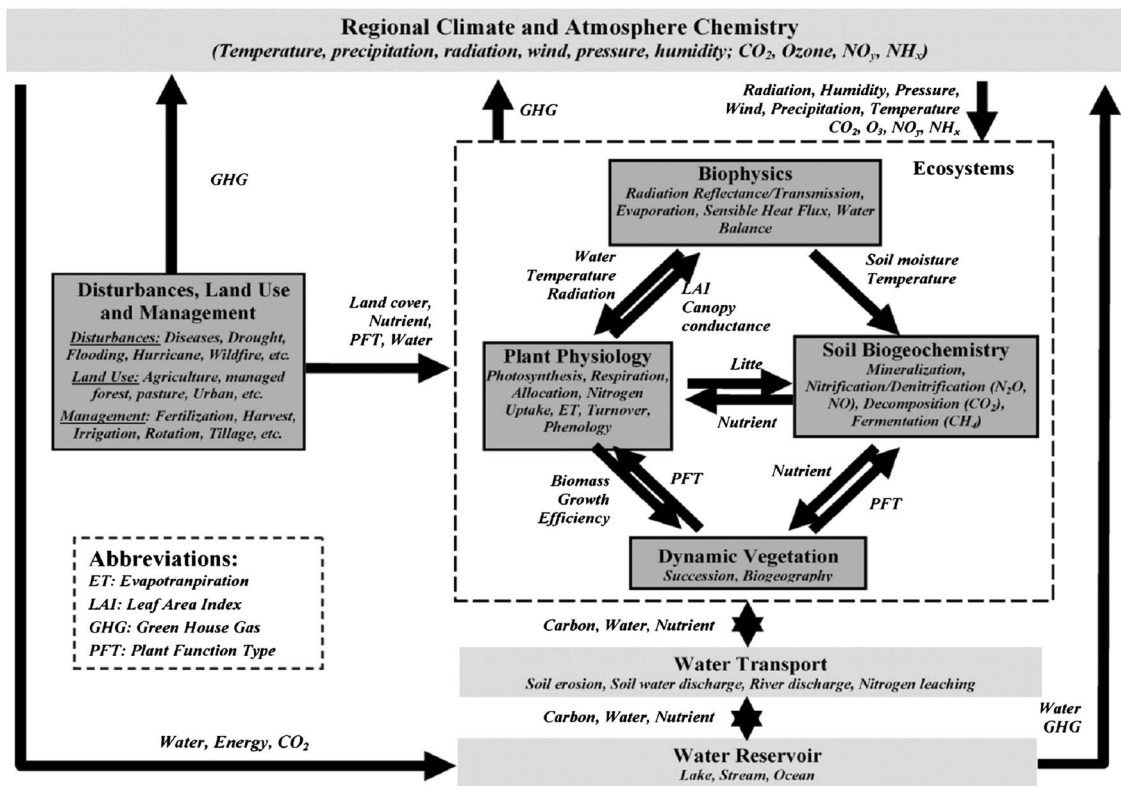 Regional Climate and Atmosphere Chemistry
(Temperature, precipitation, radiation, wind, pressure, humidity; CO₂, Ozone, NOy, NHx)
GHG
GHG
Radiation, Humidity, Pressure,
Wind, Precipitation, Temperature
CO₂, O₃, NOy, NHx
Ecosystems
Biophysics
Radiation Reflectance/Transmission,
Evaporation, Sensible Heat Flux, Water
Balance
Water
Temperature
Radiation
LAI
Canopy
conductance
Soil moisture
Temperature
Disturbances, Land Use
and Management
Disturbances: Diseases, Drought,
Flooding, Hurricane, Wildfire, etc.
Land Use: Agriculture, managed
forest, pasture, Urban, etc.
Management: Fertilization, Harvest,
Irrigation, Rotation, Tillage, etc.
Land cover,
Nutrient,
PFT, Water
Plant Physiology
Photosynthesis, Respiration,
Allocation, Nitrogen
Uptake, ET, Turnover,
Phenology
Litte
Nutrient
Soil Biogeochemistry
Mineralization,
Nitrification/Denitrification (N₂O,
NO), Decomposition (CO₂),
Fermentation (CH₄)
Biomass
Growth
Efficiency
PFT
Nutrient
PFT
Dynamic Vegetation
Succession, Biogeography
Abbreviations:
ET: Evapotranpiration
LAI: Leaf Area Index
GHG: Green House Gas
PFT: Plant Function Type
Carbon, Water, Nutrient
Water Transport
Soil erosion, Soil water discharge, River discharge, Nitrogen leaching
Carbon, Water, Nutrient
Water
GHG
Water, Energy, CO₂
Water Reservoir
Lake, Stream, Ocean